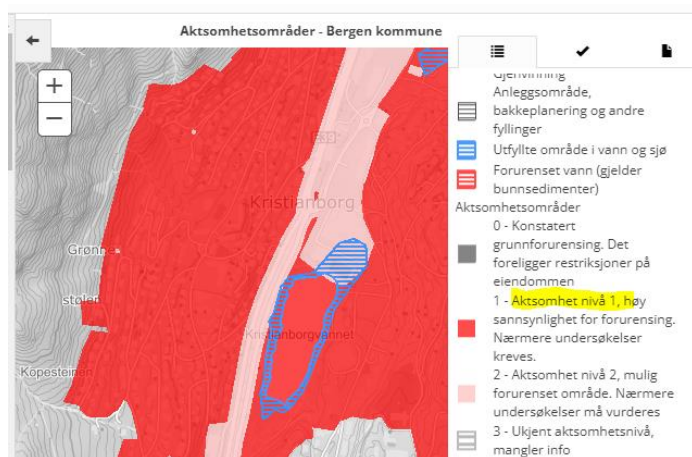 Aktsomhetsområder - Bergen kommune
+
−
Kristianborg
Grønne
stølen
Kristianborgvannet
Kopesteinen
Gjenvinning
Anleggsområde,
bakkeplanering og andre
fyllinger
Utfyllte område i vann og sjø
Forurenset vann (gjelder
bunnsedimenter)
Aktsomhetsområder
0 - Konstatert
grunnforurensing. Det
foreligger restriksjoner på
eiendommen
1 - Aktsomhet nivå 1, høy
sannsynlighet for forurensing.
Nærmere undersøkelser
kreves.
2 - Aktsomhet nivå 2, mulig
forurenset område. Nærmere
undersøkelser må vurderes
3 - Ukjent aktsomhetsnivå,
mangler info